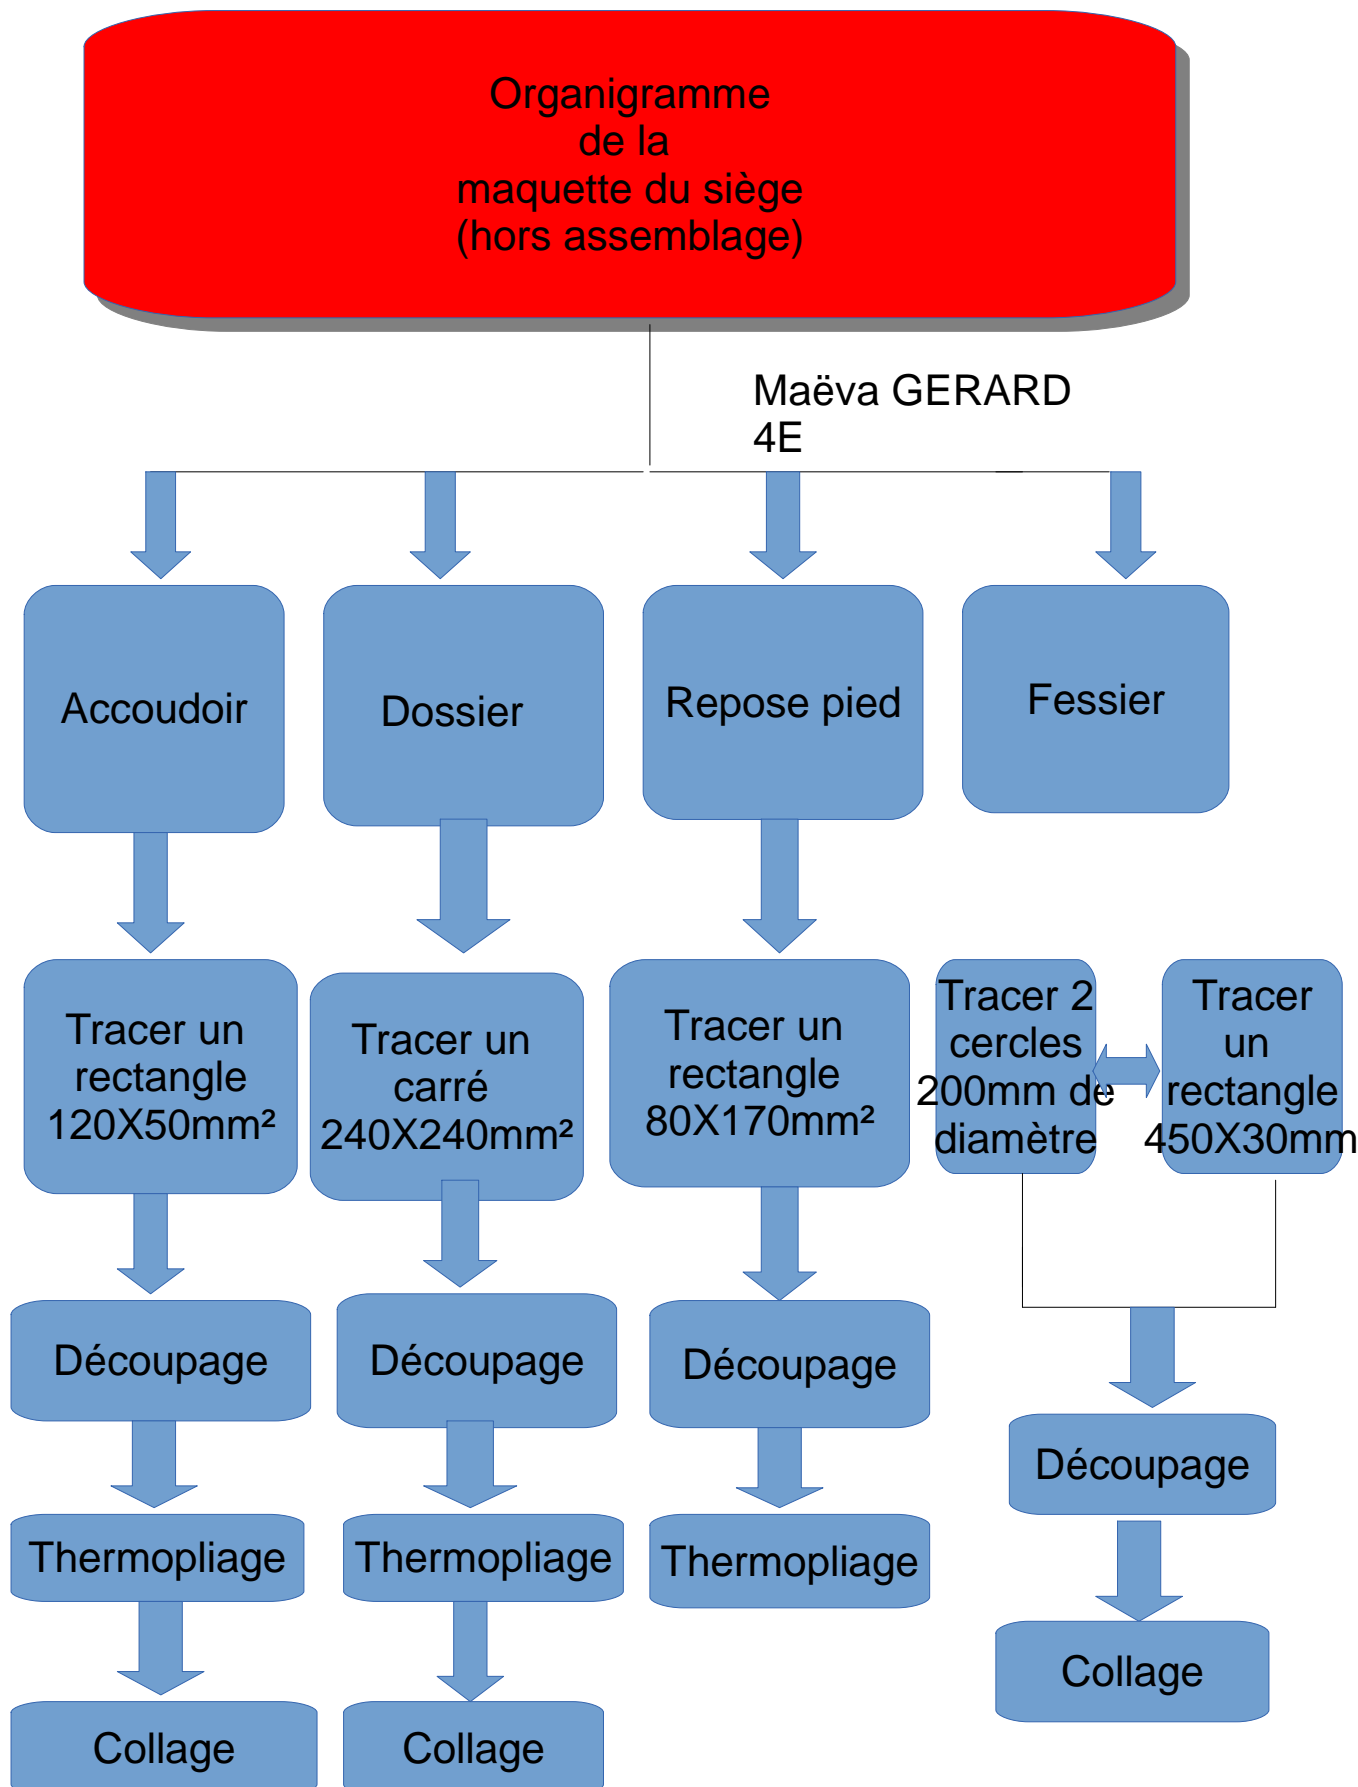 Organigramme
de la
maquette du siège
(hors assemblage)
Maëva GERARD
4E
Accoudoir
Dossier
Repose pied
Fessier
Tracer un
rectangle
120X50mm²
Tracer un
carré
240X240mm²
Tracer un
rectangle
80X170mm²
Tracer 2
cercles
200mm de
diamètre
Tracer
un
rectangle
450X30mm
Découpage
Découpage
Découpage
Découpage
Thermopliage
Thermopliage
Thermopliage
Collage
Collage
Collage